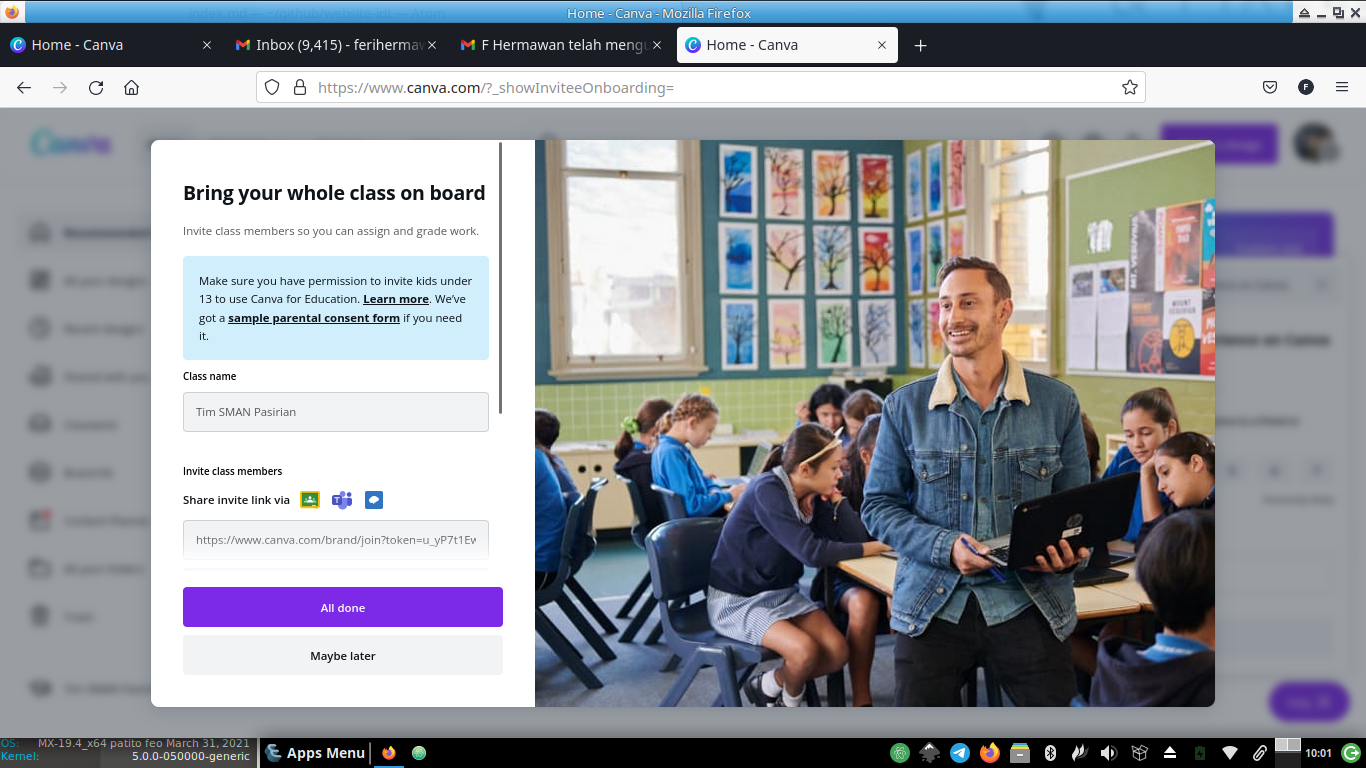 Home - Canva - Mozilla Firefox
Home - Canva
Inbox (9,415) - feriherma
F Hermawan telah meng
Home - Canva
https://www.canva.com/?_showInviteeOnboarding=
F
Canva
Bring your whole class on board
Invite class members so you can assign and grade work.
Make sure you have permission to invite kids under
13 to use Canva for Education. Learn more. We've
got a sample parental consent form if you need
it.
Class name
Tim SMAN Pasirian
Invite class members
Share invite link via
https://www.canva.com/brand/join?token=u_yP7t1Ew
All done
Maybe later
OS: MX-19.4_x64 patito feo March 31, 2021
Kernel: 5.0.0-050000-generic
Apps Menu
10:01